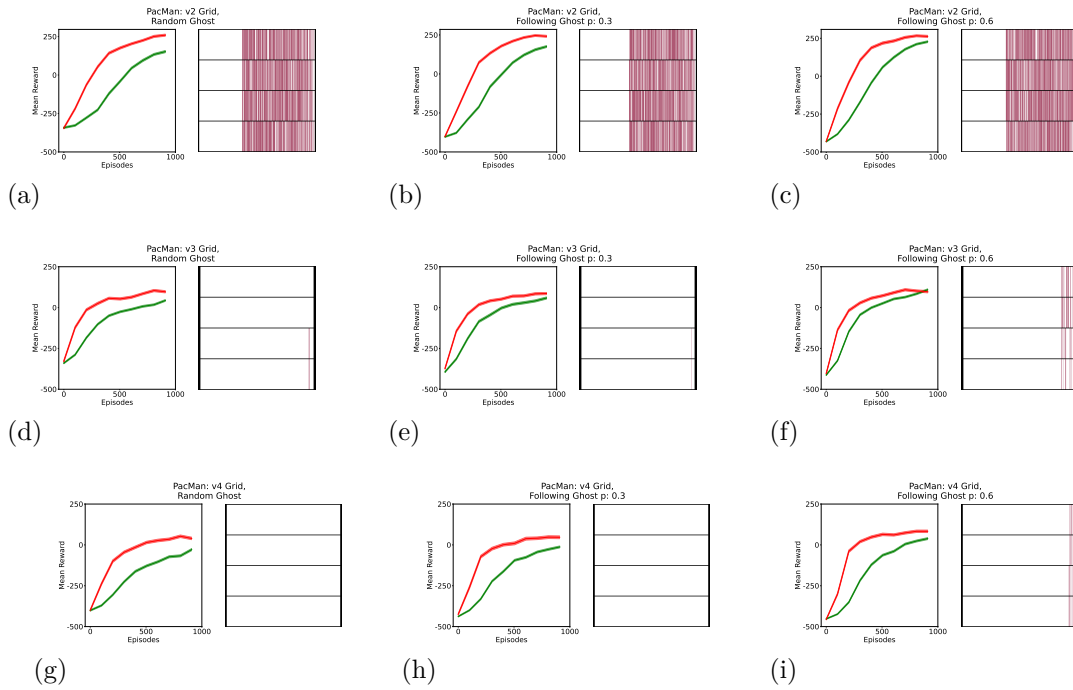 PacMan: v2 Grid,
Random Ghost
250
0
-250
-500
Mean Reward
0
500
1000
Episodes
(a)
PacMan: v2 Grid,
Following Ghost p: 0.3
250
0
-250
-500
Mean Reward
0
500
1000
Episodes
(b)
PacMan: v2 Grid,
Following Ghost p: 0.6
250
0
-250
-500
Mean Reward
0
500
1000
Episodes
(c)
PacMan: v3 Grid,
Random Ghost
250
0
-250
-500
Mean Reward
0
500
1000
Episodes
(d)
PacMan: v3 Grid,
Following Ghost p: 0.3
250
0
-250
-500
Mean Reward
0
500
1000
Episodes
(e)
PacMan: v3 Grid,
Following Ghost p: 0.6
250
0
-250
-500
Mean Reward
0
500
1000
Episodes
(f)
PacMan: v4 Grid,
Random Ghost
250
0
-250
-500
Mean Reward
0
500
1000
Episodes
(g)
PacMan: v4 Grid,
Following Ghost p: 0.3
250
0
-250
-500
Mean Reward
0
500
1000
Episodes
(h)
PacMan: v4 Grid,
Following Ghost p: 0.6
250
0
-250
-500
Mean Reward
0
500
1000
Episodes
(i)